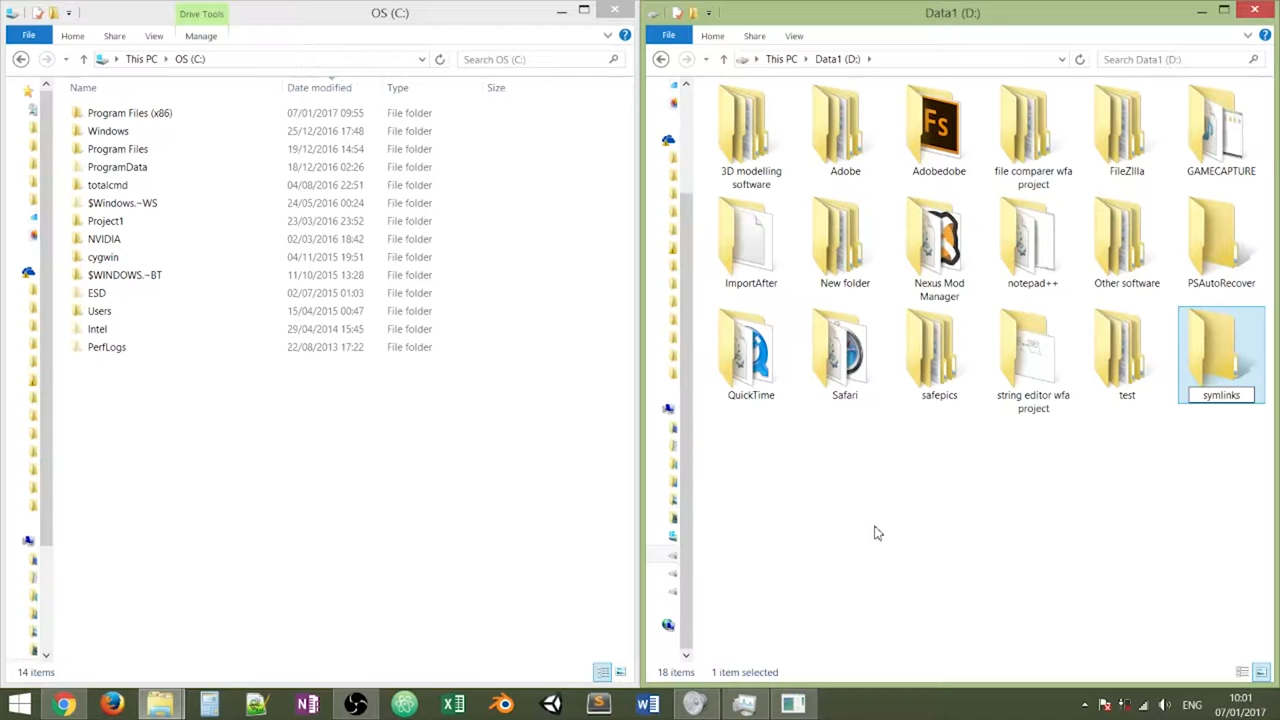 Drive Tools
OS (C:)
File
Home
Share
View
Manage
This PC
OS (C:)
Search OS (C:)
Name
Date modified
Type
Size
Program Files (x86)
07/01/2017 09:55
File folder
Windows
25/12/2016 17:48
File folder
Program Files
19/12/2016 14:54
File folder
ProgramData
18/12/2016 02:26
File folder
totalcmd
04/08/2016 22:51
File folder
$Windows.~WS
24/05/2016 00:24
File folder
Project1
23/03/2016 23:52
File folder
NVIDIA
02/03/2016 18:42
File folder
cygwin
04/11/2015 19:51
File folder
$WINDOWS.~BT
11/10/2015 13:28
File folder
ESD
02/07/2015 01:03
File folder
Users
15/04/2015 00:47
File folder
Intel
29/04/2014 15:45
File folder
PerfLogs
22/08/2013 17:22
File folder
14 items
Data1 (D:)
File
Home
Share
View
This PC
Data1 (D:)
Search Data1 (D:)
Fs
3D modelling
software
Adobe
Adobedobe
file comparer wfa
project
FileZilla
GAMECAPTURE
ImportAfter
New folder
Nexus Mod
Manager
notepad++
Other software
PSAutoRecover
QuickTime
Safari
safepics
string editor wfa
project
test
symlinks
18 items
1 item selected
ENG
10:01
07/01/2017